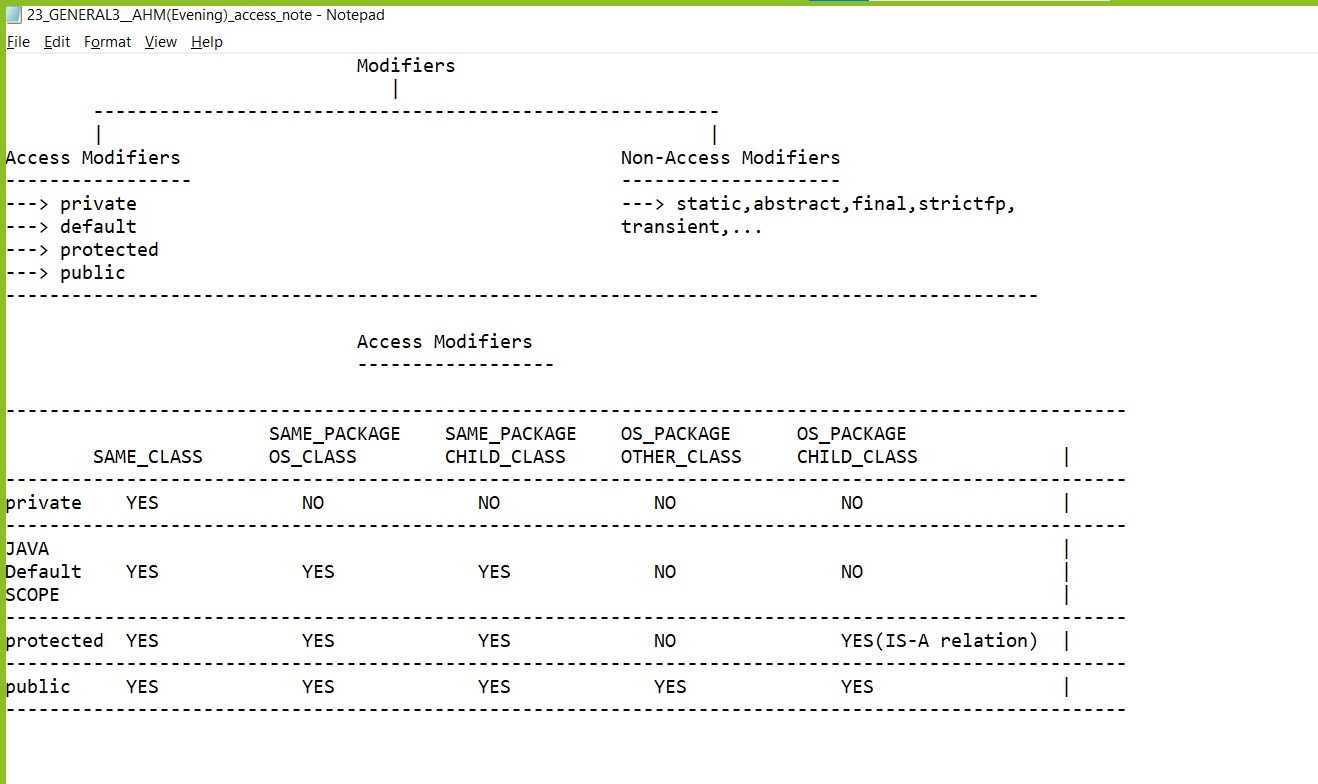 23_GENERAL3__AHM(Evening)_access_note - Notepad
File Edit Format View Help
Modifiers
|
---------------------------------------------------------
| |
Access Modifiers Non-Access Modifiers
----------------- --------------------
---> private ---> static,abstract,final,strictfp,
---> default transient,...
---> protected
---> public
----------------------------------------------------------------------------------------------
Access Modifiers
------------------
------------------------------------------------------------------------------------------------------
SAME_PACKAGE SAME_PACKAGE OS_PACKAGE OS_PACKAGE
SAME_CLASS OS_CLASS CHILD_CLASS OTHER_CLASS CHILD_CLASS |
------------------------------------------------------------------------------------------------------
private YES NO NO NO NO |
------------------------------------------------------------------------------------------------------
JAVA |
Default YES YES YES NO NO |
SCOPE |
------------------------------------------------------------------------------------------------------
protected YES YES YES NO YES(IS-A relation) |
------------------------------------------------------------------------------------------------------
public YES YES YES YES YES |
------------------------------------------------------------------------------------------------------